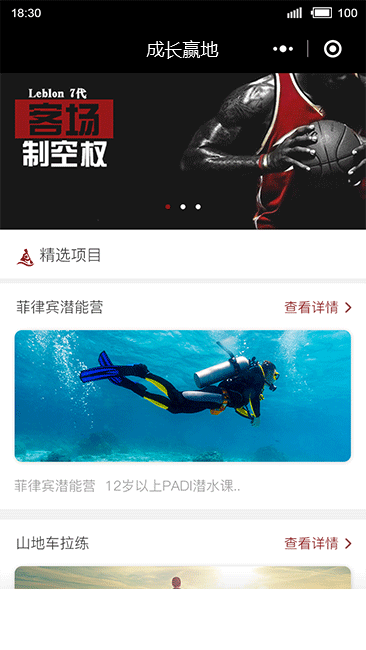 18:30
100
成长赢地
Leblon 7代
客场
制空权
精选项目
菲律宾潜能营
查看详情
菲律宾潜能营 12岁以上PADI潜水课..
山地车拉练
查看详情